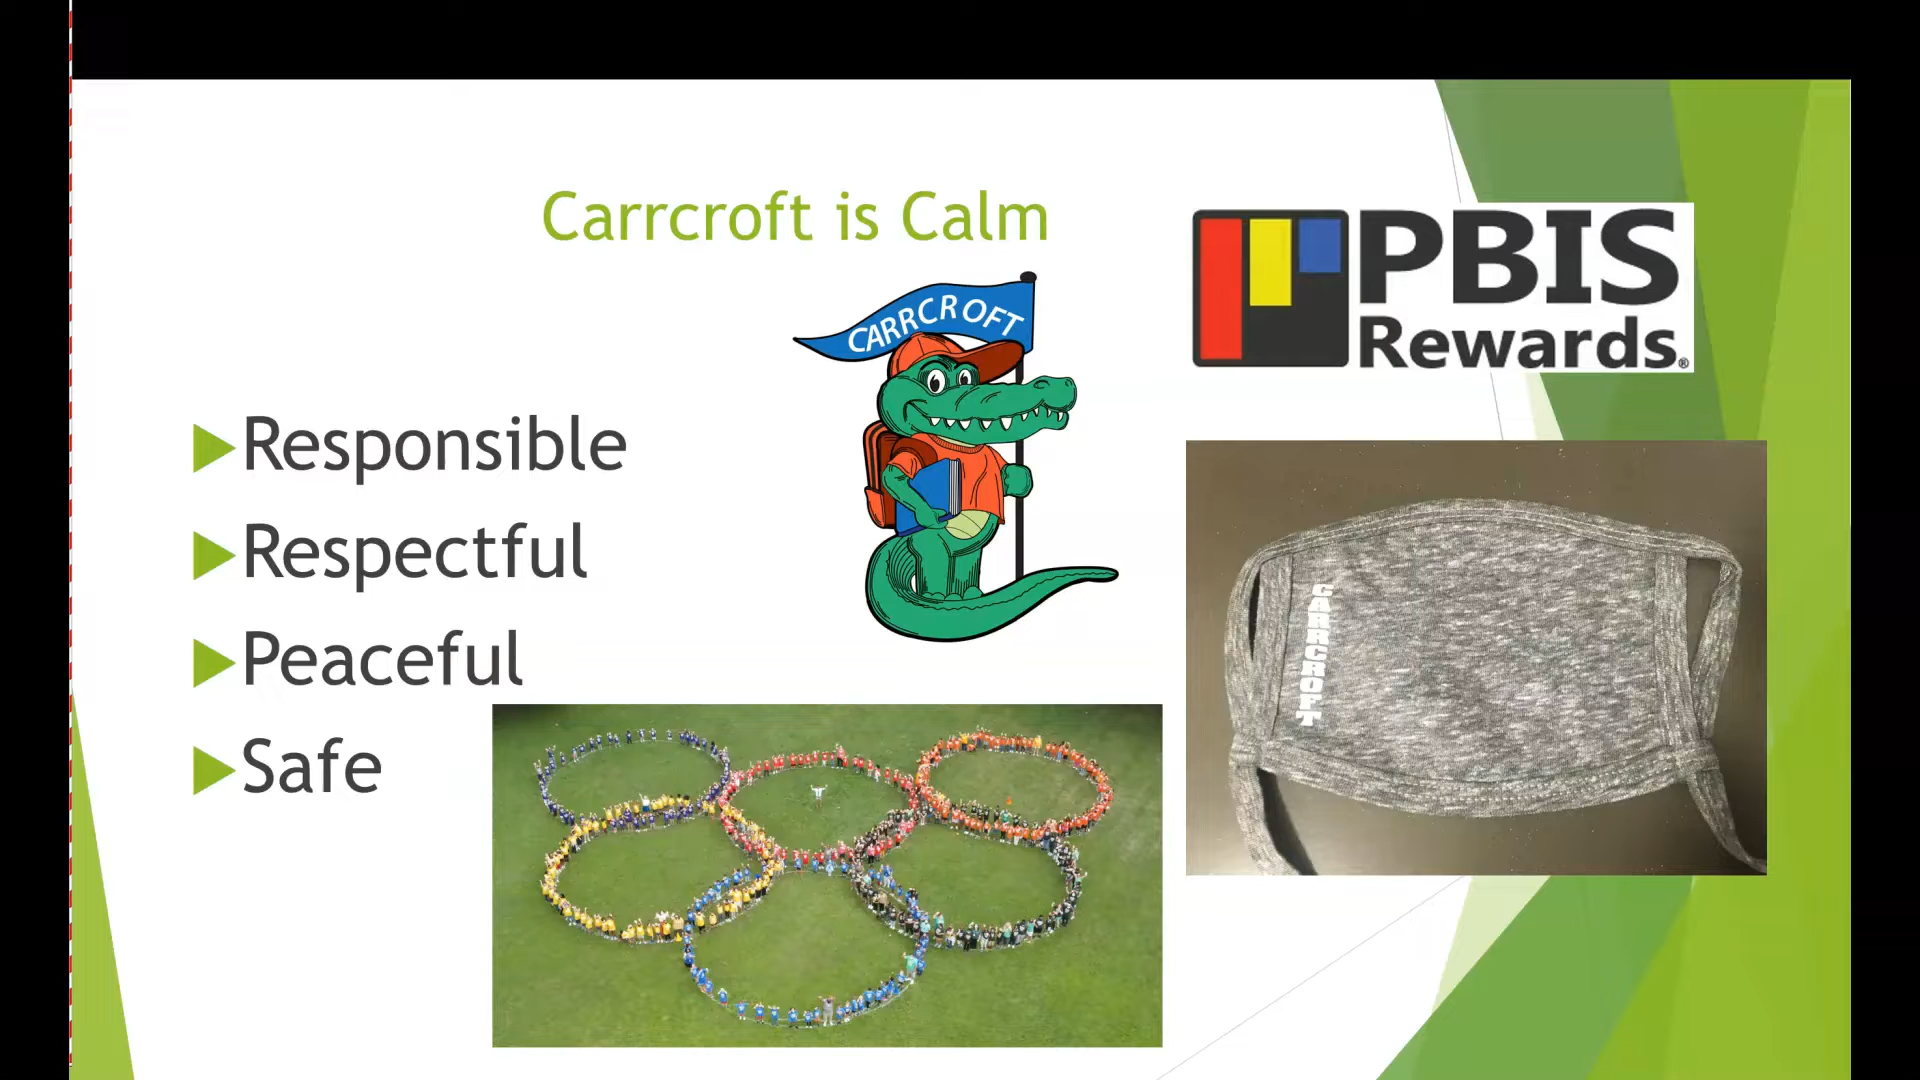 Carrcroft is Calm
CARRCROFT
PBIS
Rewards.®
Responsible
Respectful
Peaceful
Safe
CARRCROFT